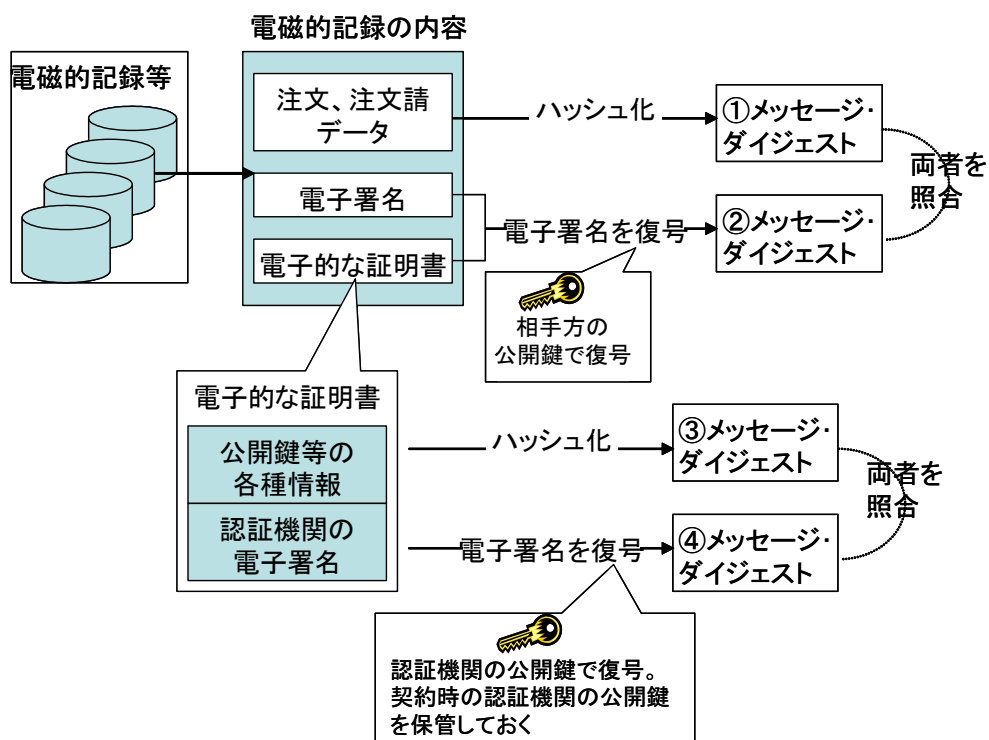 電磁的記録の内容
電磁的記録等
注文、注文請
データ
電子署名
電子的な証明書
ハッシュ化
①メッセージ・
ダイジェスト
両者を
照合
電子署名を復号
②メッセージ・
ダイジェスト
相手方の
公開鍵で復号
電子的な証明書
公開鍵等の
各種情報
認証機関の
電子署名
ハッシュ化
③メッセージ・
ダイジェスト
両者を
照合
電子署名を復号
④メッセージ・
ダイジェスト
認証機関の公開鍵で復号。
契約時の認証機関の公開鍵
を保管しておく